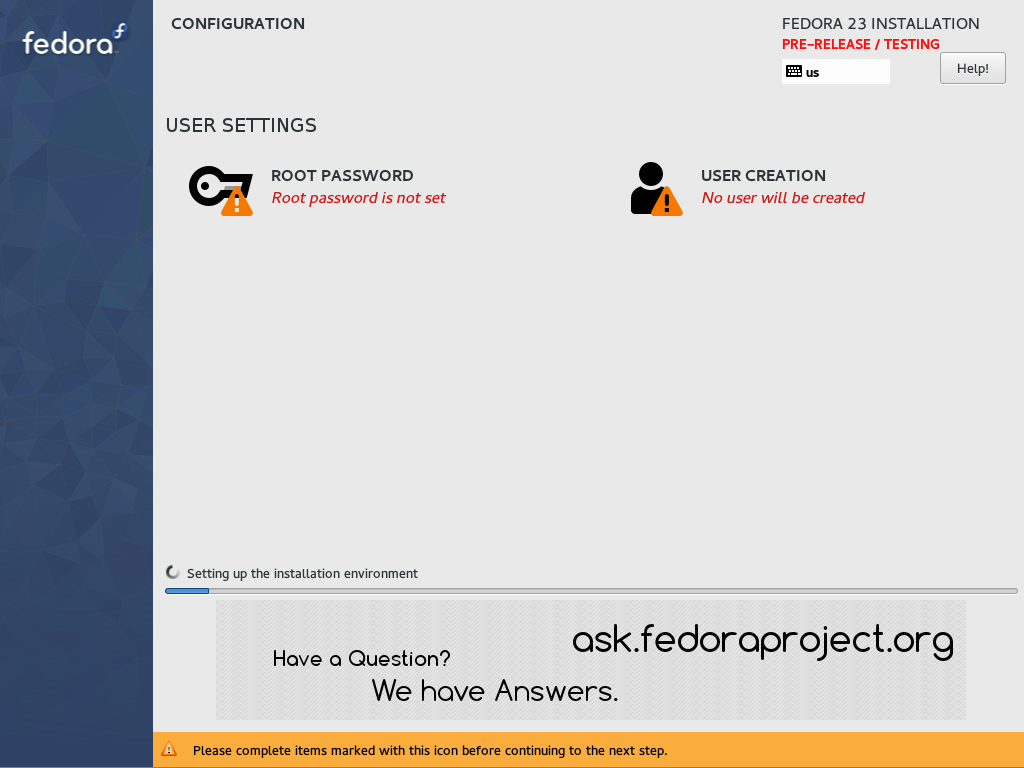 fedora
CONFIGURATION
FEDORA 23 INSTALLATION
PRE-RELEASE / TESTING
us
Help!
USER SETTINGS
ROOT PASSWORD
Root password is not set
USER CREATION
No user will be created
Setting up the installation environment
ask.fedoraproject.org
Have a Question?
We have Answers.
Please complete items marked with this icon before continuing to the next step.